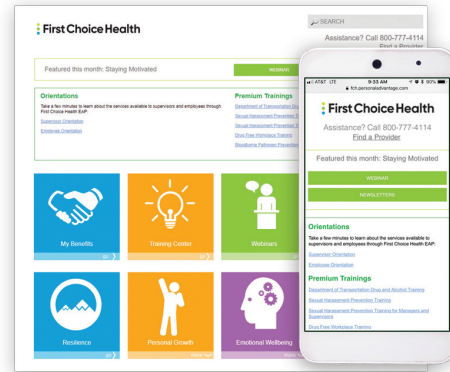 First Choice Health
SEARCH
Assistance? Call 800-777-4114
Find a Provider
Featured this month: Staying Motivated
WEBINAR
Orientations
Take a few minutes to learn about the services available to supervisors and employees through
First Choice Health EAP.
Supervisor Orientation
Employee Orientation
Premium Trainings
Department of Transportation Dru
Sexual Harassment Prevention T
Sexual Harassment Prevention T
Drug Free Workplace Training
Bloodborne Pathogen Prevention
My Benefits
Training Center
Webinars
Resilience
Personal Growth
Emotional Wellbeing
AT&T LTE
9:33 AM
90%
fch.personaladvantage.com
First Choice Health
Assistance? Call 800-777-4114
Find a Provider
Featured this month: Staying Motivated
WEBINAR
NEWSLETTERS
Orientations
Take a few minutes to learn about the services available to
supervisors and employees through First Choice Health EAP.
Supervisor Orientation
Employee Orientation
Premium Trainings
Department of Transportation Drug and Alcohol Training
Sexual Harassment Prevention Training
Sexual Harassment Prevention Training for Managers and
Supervisors
Drug Free Workplace Training